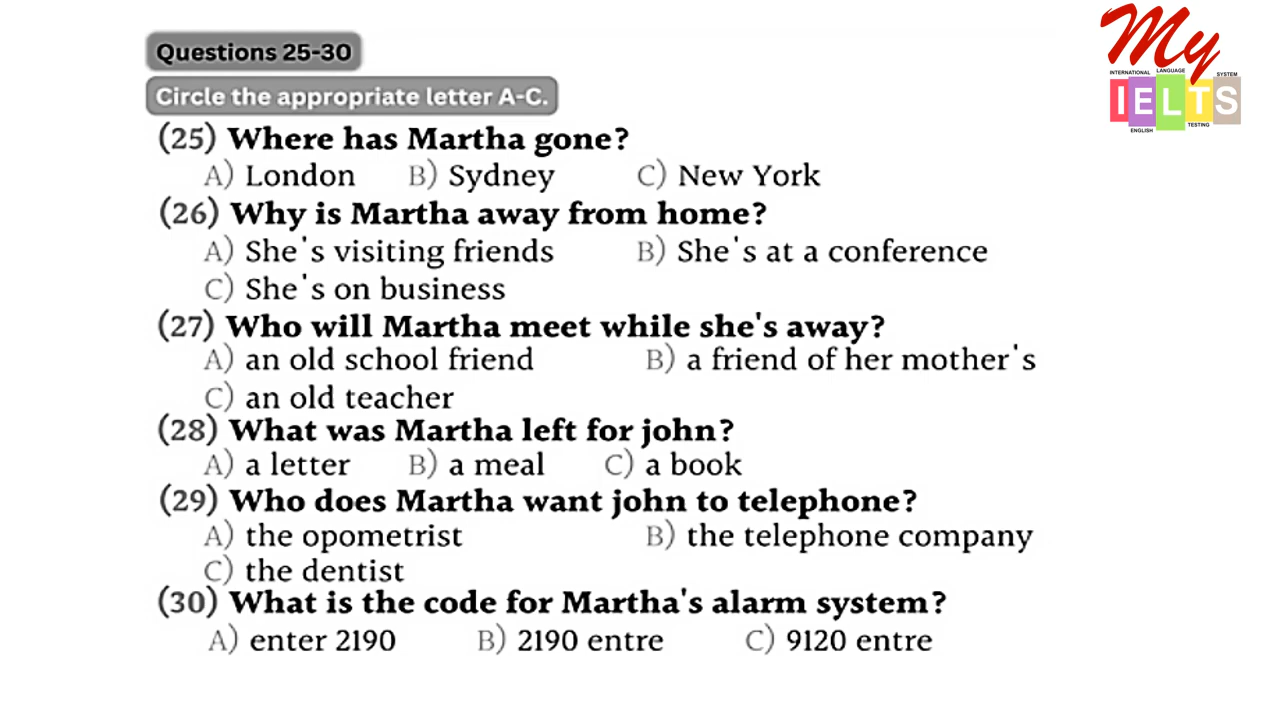 Questions 25-30
Circle the appropriate letter A-C.
(25) Where has Martha gone?
A) London B) Sydney C) New York
(26) Why is Martha away from home?
A) She's visiting friends B) She's at a conference
C) She's on business
(27) Who will Martha meet while she's away?
A) an old school friend B) a friend of her mother's
C) an old teacher
(28) What was Martha left for john?
A) a letter B) a meal C) a book
(29) Who does Martha want john to telephone?
A) the opometrist B) the telephone company
C) the dentist
(30) What is the code for Martha's alarm system?
A) enter 2190 B) 2190 entre C) 9120 entre
My
INTERNATIONAL LANGUAGE SYSTEM
IELTS
ENGLISH TESTING